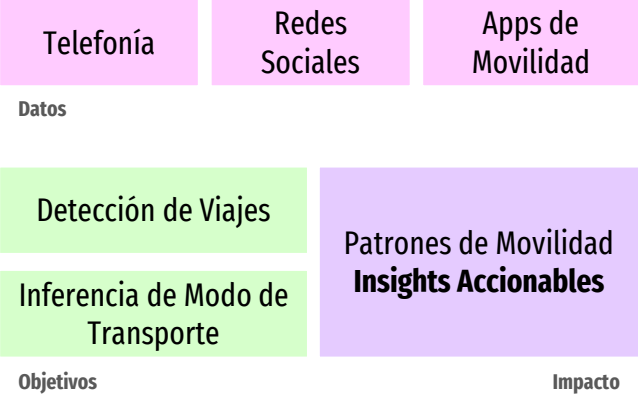 Telefonía
Redes
Sociales
Apps de
Movilidad
Datos
Detección de Viajes
Inferencia de Modo de
Transporte
Patrones de Movilidad
Insights Accionables
Objetivos
Impacto